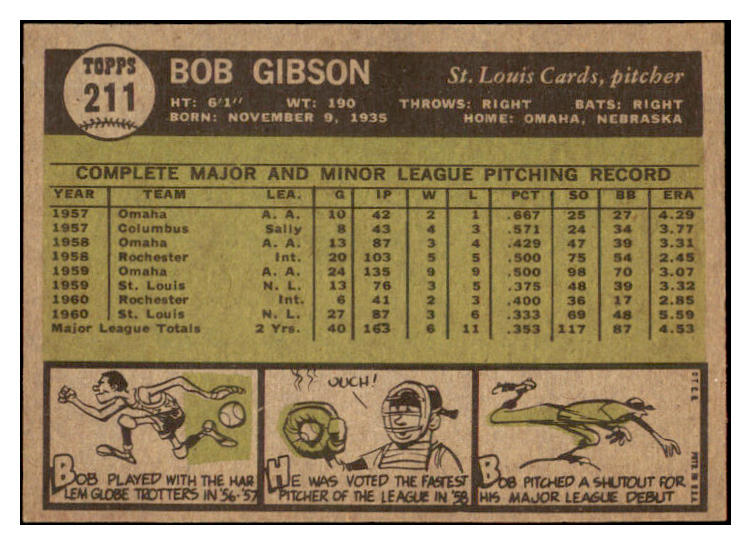 TOPPS
211
BOB GIBSON St. Louis Cards, pitcher
HT: 6'1" WT: 190 THROWS: RIGHT BATS: RIGHT
BORN: NOVEMBER 9, 1935 HOME: OMAHA, NEBRASKA
COMPLETE MAJOR AND MINOR LEAGUE PITCHING RECORD
YEAR TEAM LEA. G IP W L PCT SO BB ERA
1957 Omaha A. A. 10 42 2 1 .667 25 27 4.29
1957 Columbus Sally 8 43 4 3 .571 24 34 3.77
1958 Omaha A. A. 13 87 3 4 .429 47 39 3.31
1958 Rochester Int. 20 103 5 5 .500 75 54 2.45
1959 Omaha A. A. 24 135 9 9 .500 98 70 3.07
1959 St. Louis N. L. 13 76 3 5 .375 48 39 3.32
1960 Rochester Int. 6 41 2 3 .400 36 17 2.85
1960 St. Louis N. L. 27 87 3 6 .333 69 48 5.59
Major League Totals 2 Yrs. 40 163 6 11 .353 117 87 4.53
OUCH!
BOB PLAYED WITH THE HAR
LEM GLOBE TROTTERS IN '56-'57
HE WAS VOTED THE FASTEST
PITCHER OF THE LEAGUE IN '58
BOB PITCHED A SHUTOUT FOR
HIS MAJOR LEAGUE DEBUT